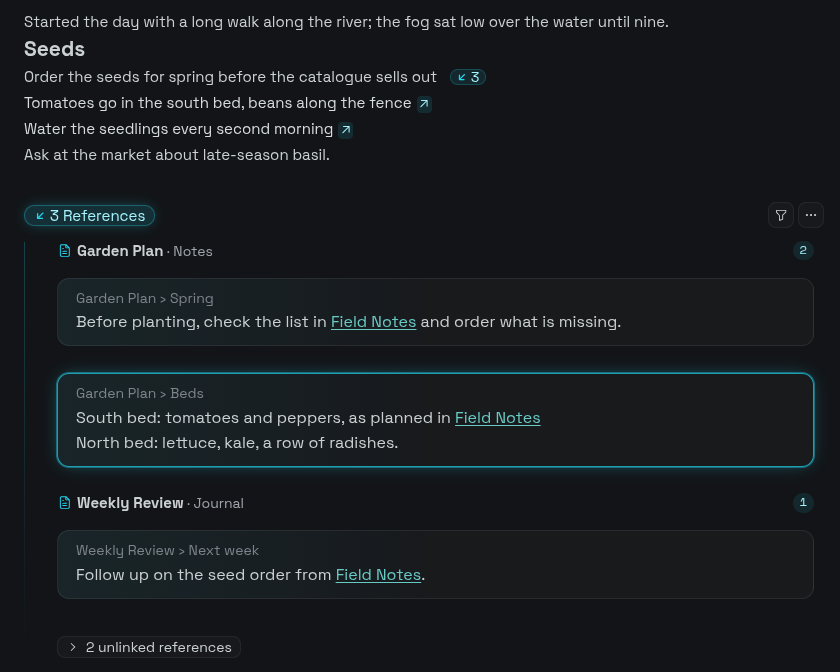 Started the day with a long walk along the river; the fog sat low over the water until nine.
Seeds
Order the seeds for spring before the catalogue sells out 3
Tomatoes go in the south bed, beans along the fence
Water the seedlings every second morning
Ask at the market about late-season basil.
3 References
Garden Plan · Notes 2
Garden Plan › Spring
Before planting, check the list in Field Notes and order what is missing.
Garden Plan › Beds
South bed: tomatoes and peppers, as planned in Field Notes
North bed: lettuce, kale, a row of radishes.
Weekly Review · Journal 1
Weekly Review › Next week
Follow up on the seed order from Field Notes.
2 unlinked references